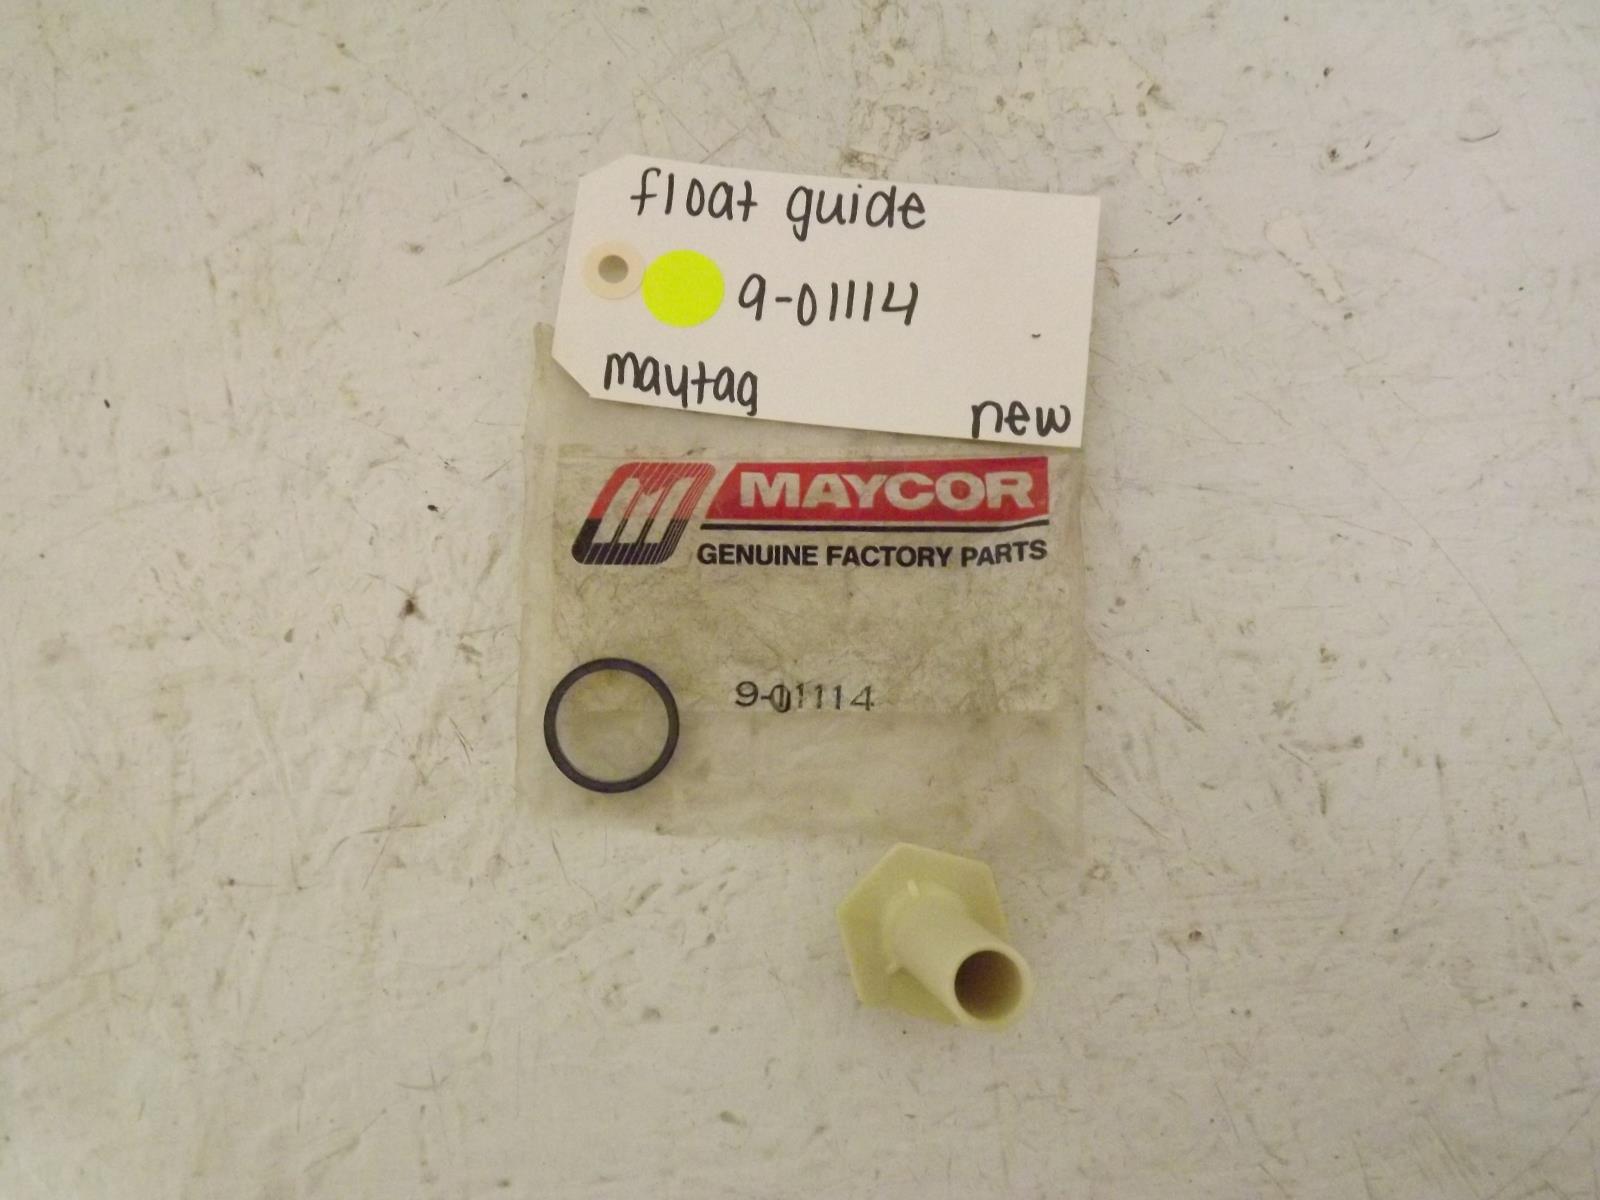 float guide
9-01114
maytag
new
MAYCOR
GENUINE FACTORY PARTS
9-01114